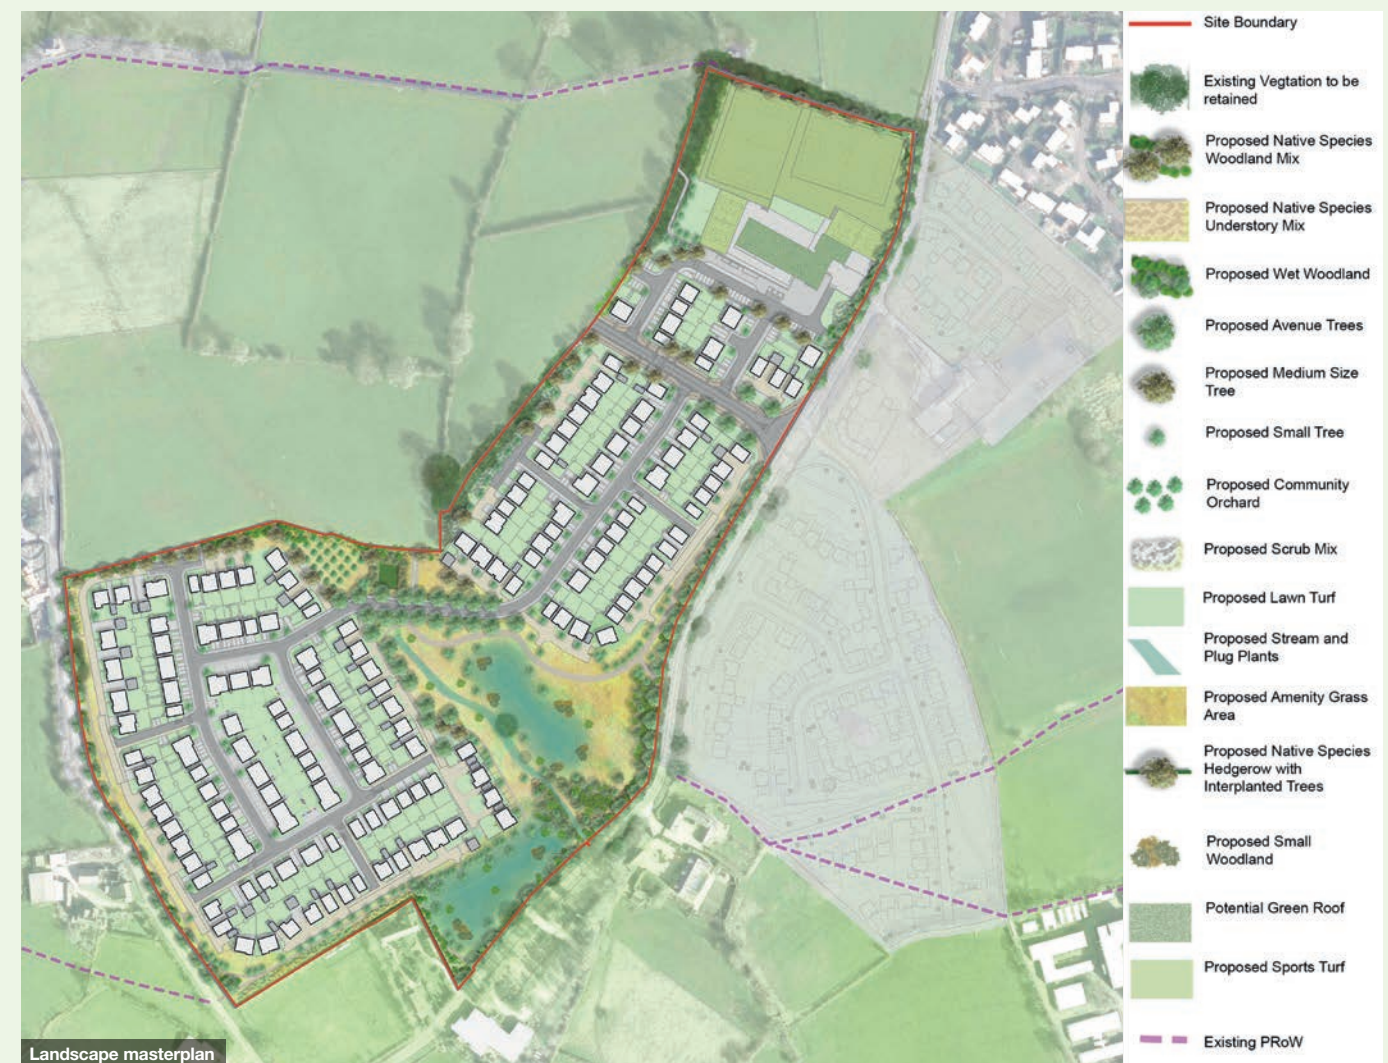 Site Boundary
Existing Vegtation to be
retained
Proposed Native Species
Woodland Mix
Proposed Native Species
Understory Mix
Proposed Wet Woodland
Proposed Avenue Trees
Proposed Medium Size
Tree
Proposed Small Tree
Proposed Community
Orchard
Proposed Scrub Mix
Proposed Lawn Turf
Proposed Stream and
Plug Plants
Proposed Amenity Grass
Area
Proposed Native Species
Hedgerow with
Interplanted Trees
Proposed Small
Woodland
Potential Green Roof
Proposed Sports Turf
Existing PRoW
Landscape masterplan